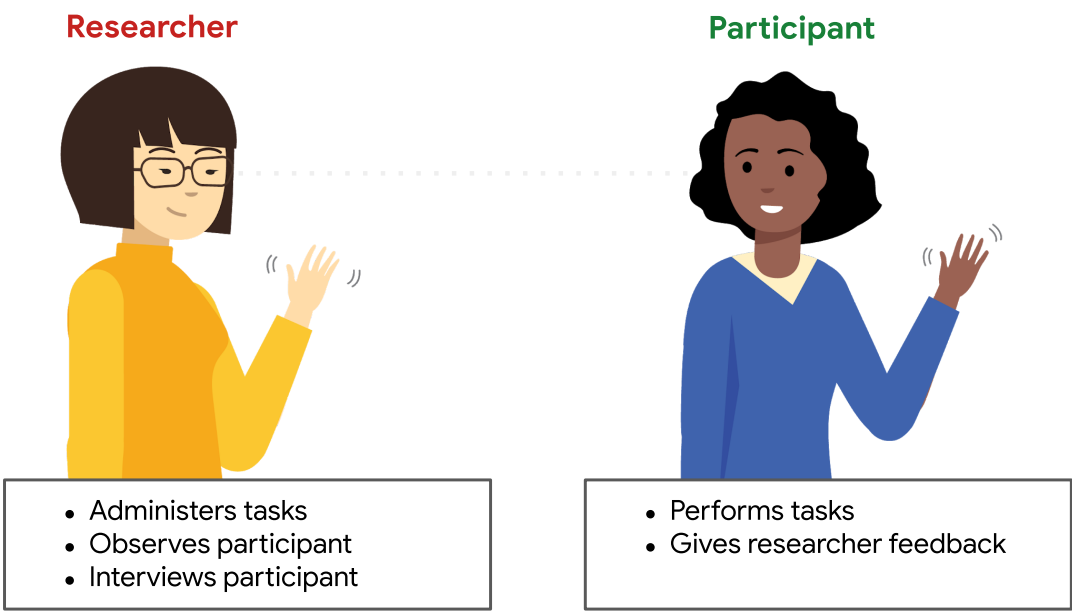 Researcher
Participant
• Administers tasks
• Observes participant
• Interviews participant
• Performs tasks
• Gives researcher feedback